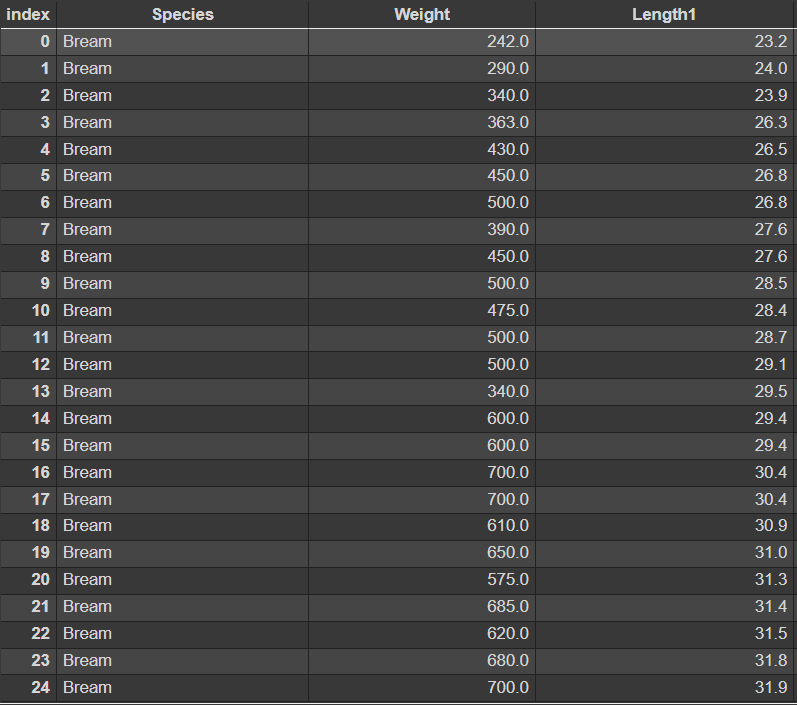 index Species Weight Length1
0 Bream 242.0 23.2
1 Bream 290.0 24.0
2 Bream 340.0 23.9
3 Bream 363.0 26.3
4 Bream 430.0 26.5
5 Bream 450.0 26.8
6 Bream 500.0 26.8
7 Bream 390.0 27.6
8 Bream 450.0 27.6
9 Bream 500.0 28.5
10 Bream 475.0 28.4
11 Bream 500.0 28.7
12 Bream 500.0 29.1
13 Bream 340.0 29.5
14 Bream 600.0 29.4
15 Bream 600.0 29.4
16 Bream 700.0 30.4
17 Bream 700.0 30.4
18 Bream 610.0 30.9
19 Bream 650.0 31.0
20 Bream 575.0 31.3
21 Bream 685.0 31.4
22 Bream 620.0 31.5
23 Bream 680.0 31.8
24 Bream 700.0 31.9